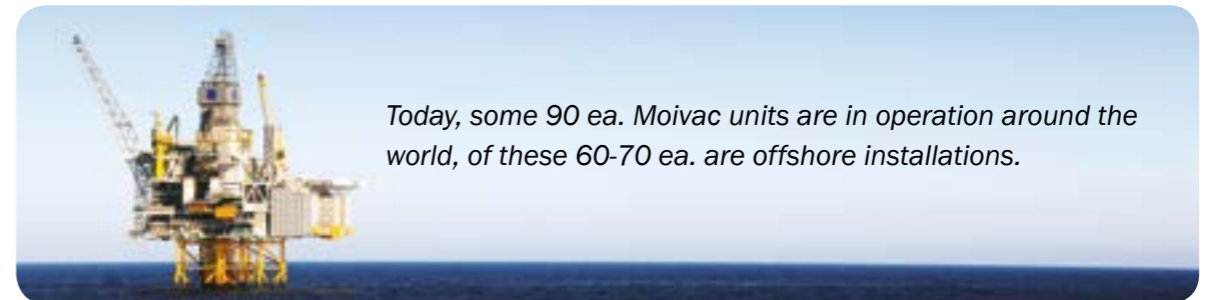 Today, some 90 ea. Moivac units are in operation around the
world, of these 60-70 ea. are offshore installations.